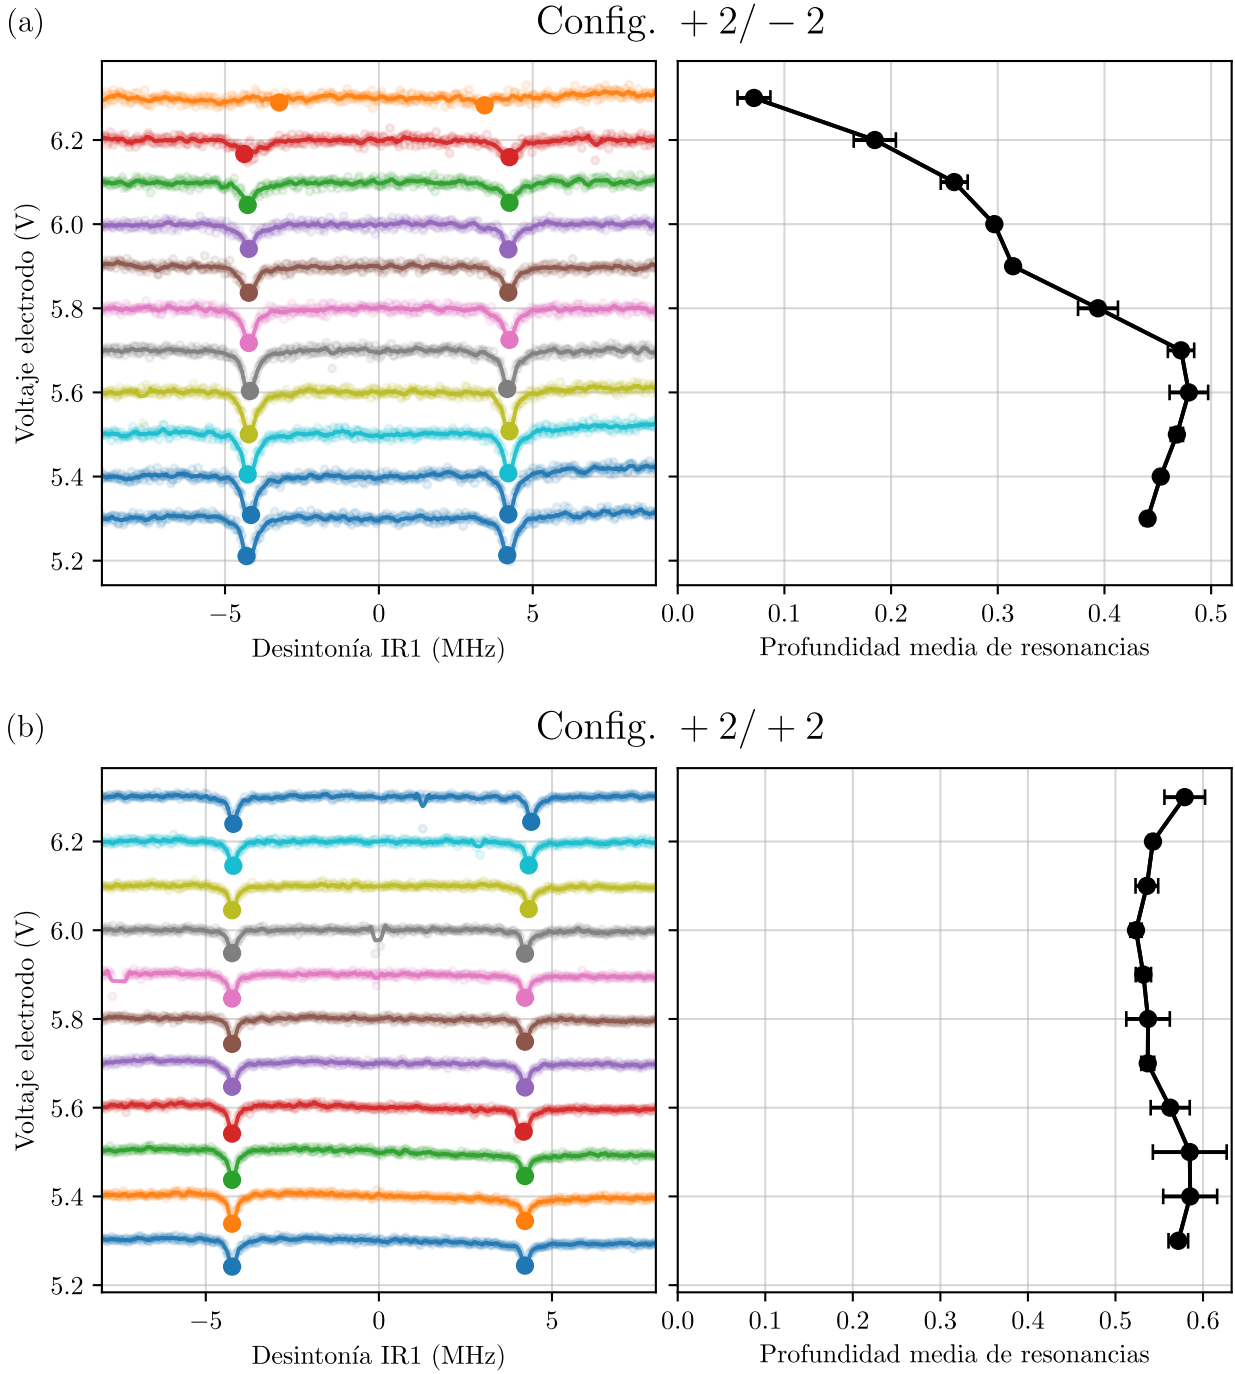 (a)
Config. +2/−2
Voltaje electrodo (V)
6.2
6.0
5.8
5.6
5.4
5.2
−5 0 5
Desintonía IR1 (MHz)
0.0 0.1 0.2 0.3 0.4 0.5
Profundidad media de resonancias
(b)
Config. +2/+2
Voltaje electrodo (V)
6.2
6.0
5.8
5.6
5.4
5.2
−5 0 5
Desintonía IR1 (MHz)
0.0 0.1 0.2 0.3 0.4 0.5 0.6
Profundidad media de resonancias